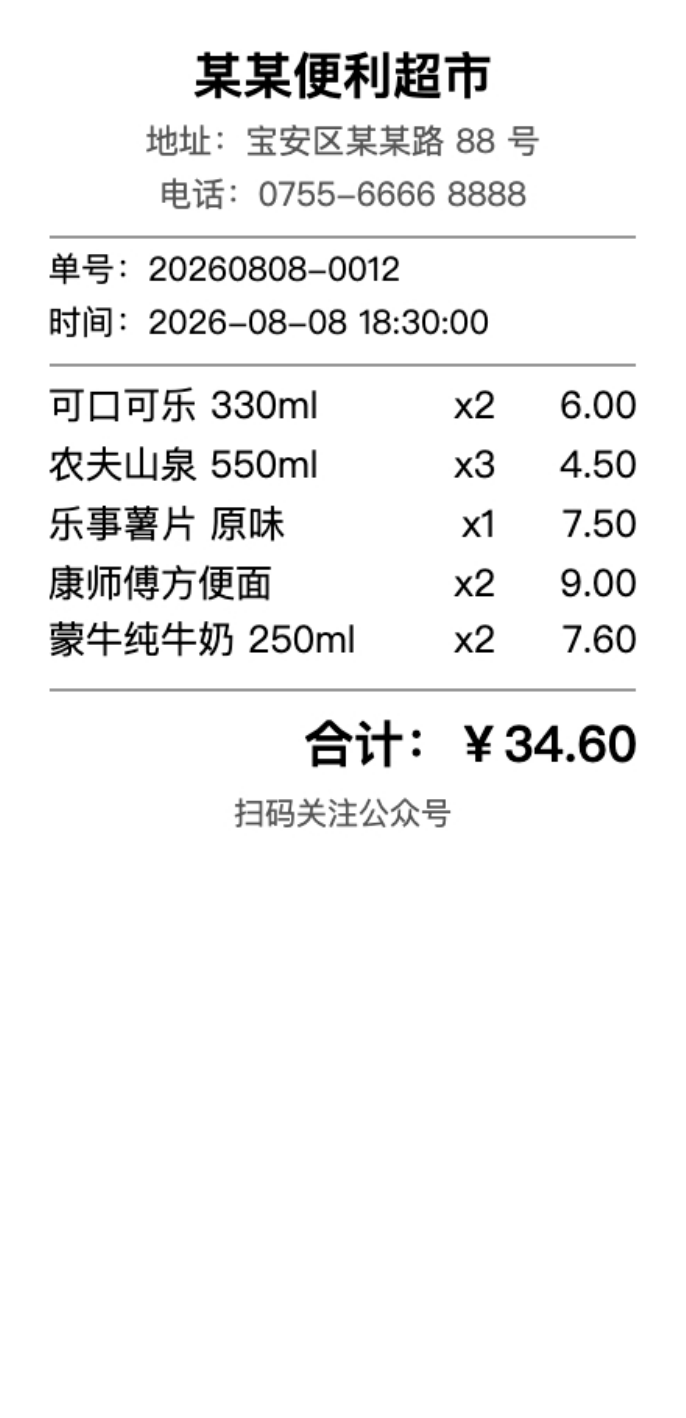 某某便利超市
地址：宝安区某某路 88 号
电话：0755-6666 8888
单号：20260808-0012
时间：2026-08-08 18:30:00
可口可乐 330ml x2 6.00
农夫山泉 550ml x3 4.50
乐事薯片 原味 x1 7.50
康师傅方便面 x2 9.00
蒙牛纯牛奶 250ml x2 7.60
合计：￥34.60
扫码关注公众号